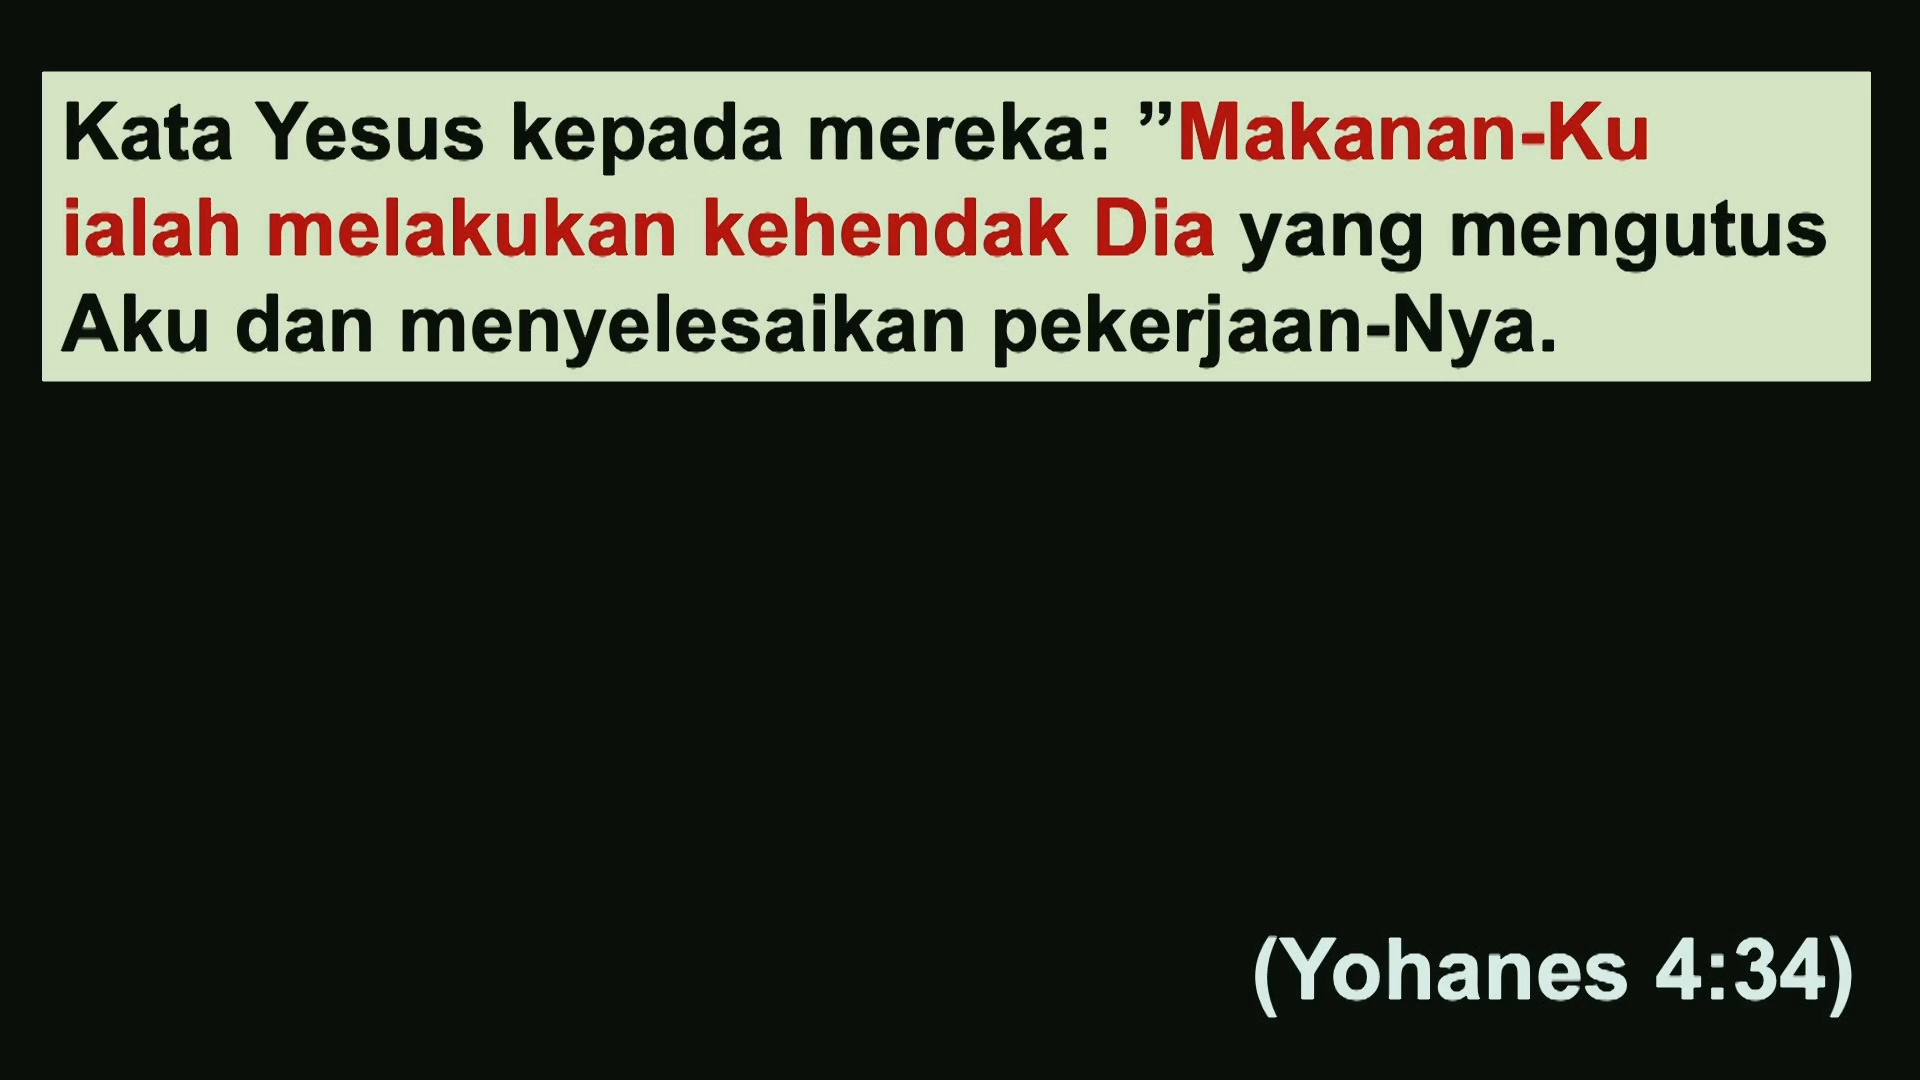 Kata Yesus kepada mereka: ”Makanan-Ku
ialah melakukan kehendak Dia yang mengutus
Aku dan menyelesaikan pekerjaan-Nya.
(Yohanes 4:34)